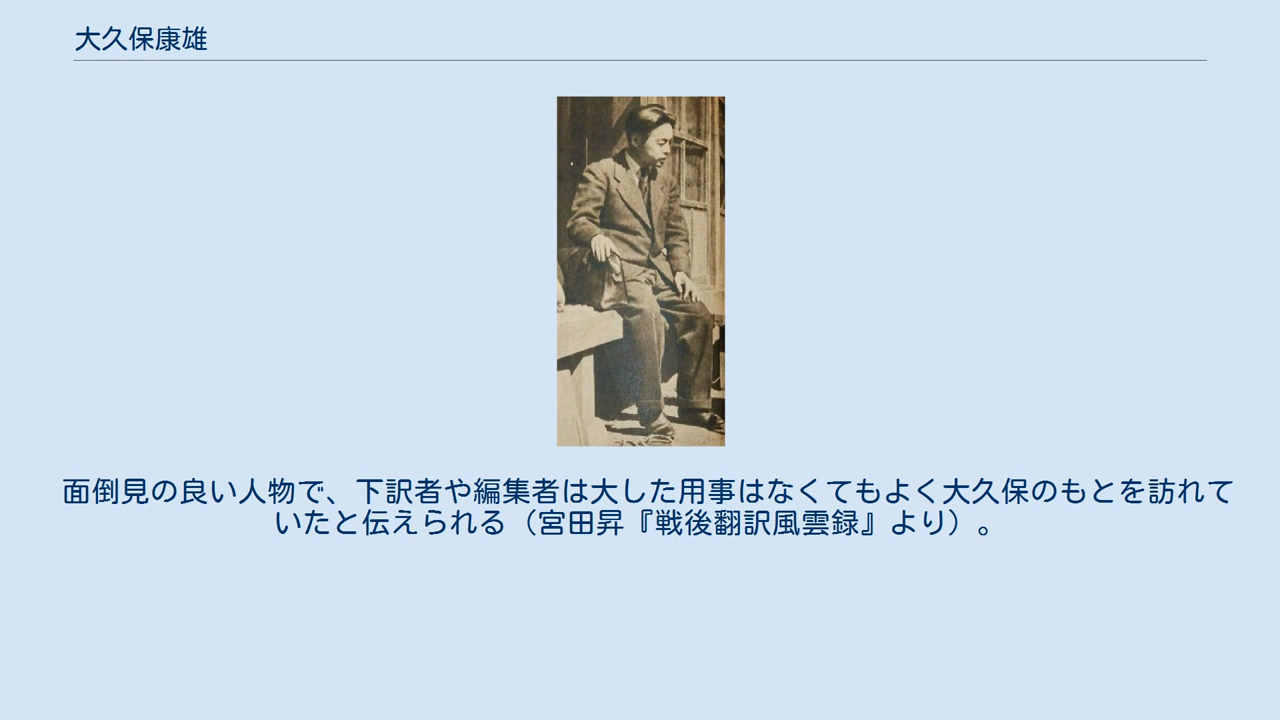 大久保康雄
面倒見の良い人物で、下訳者や編集者は大した用事はなくてもよく大久保のもとを訪れて
いたと伝えられる（宮田昇『戦後翻訳風雲録』より）。